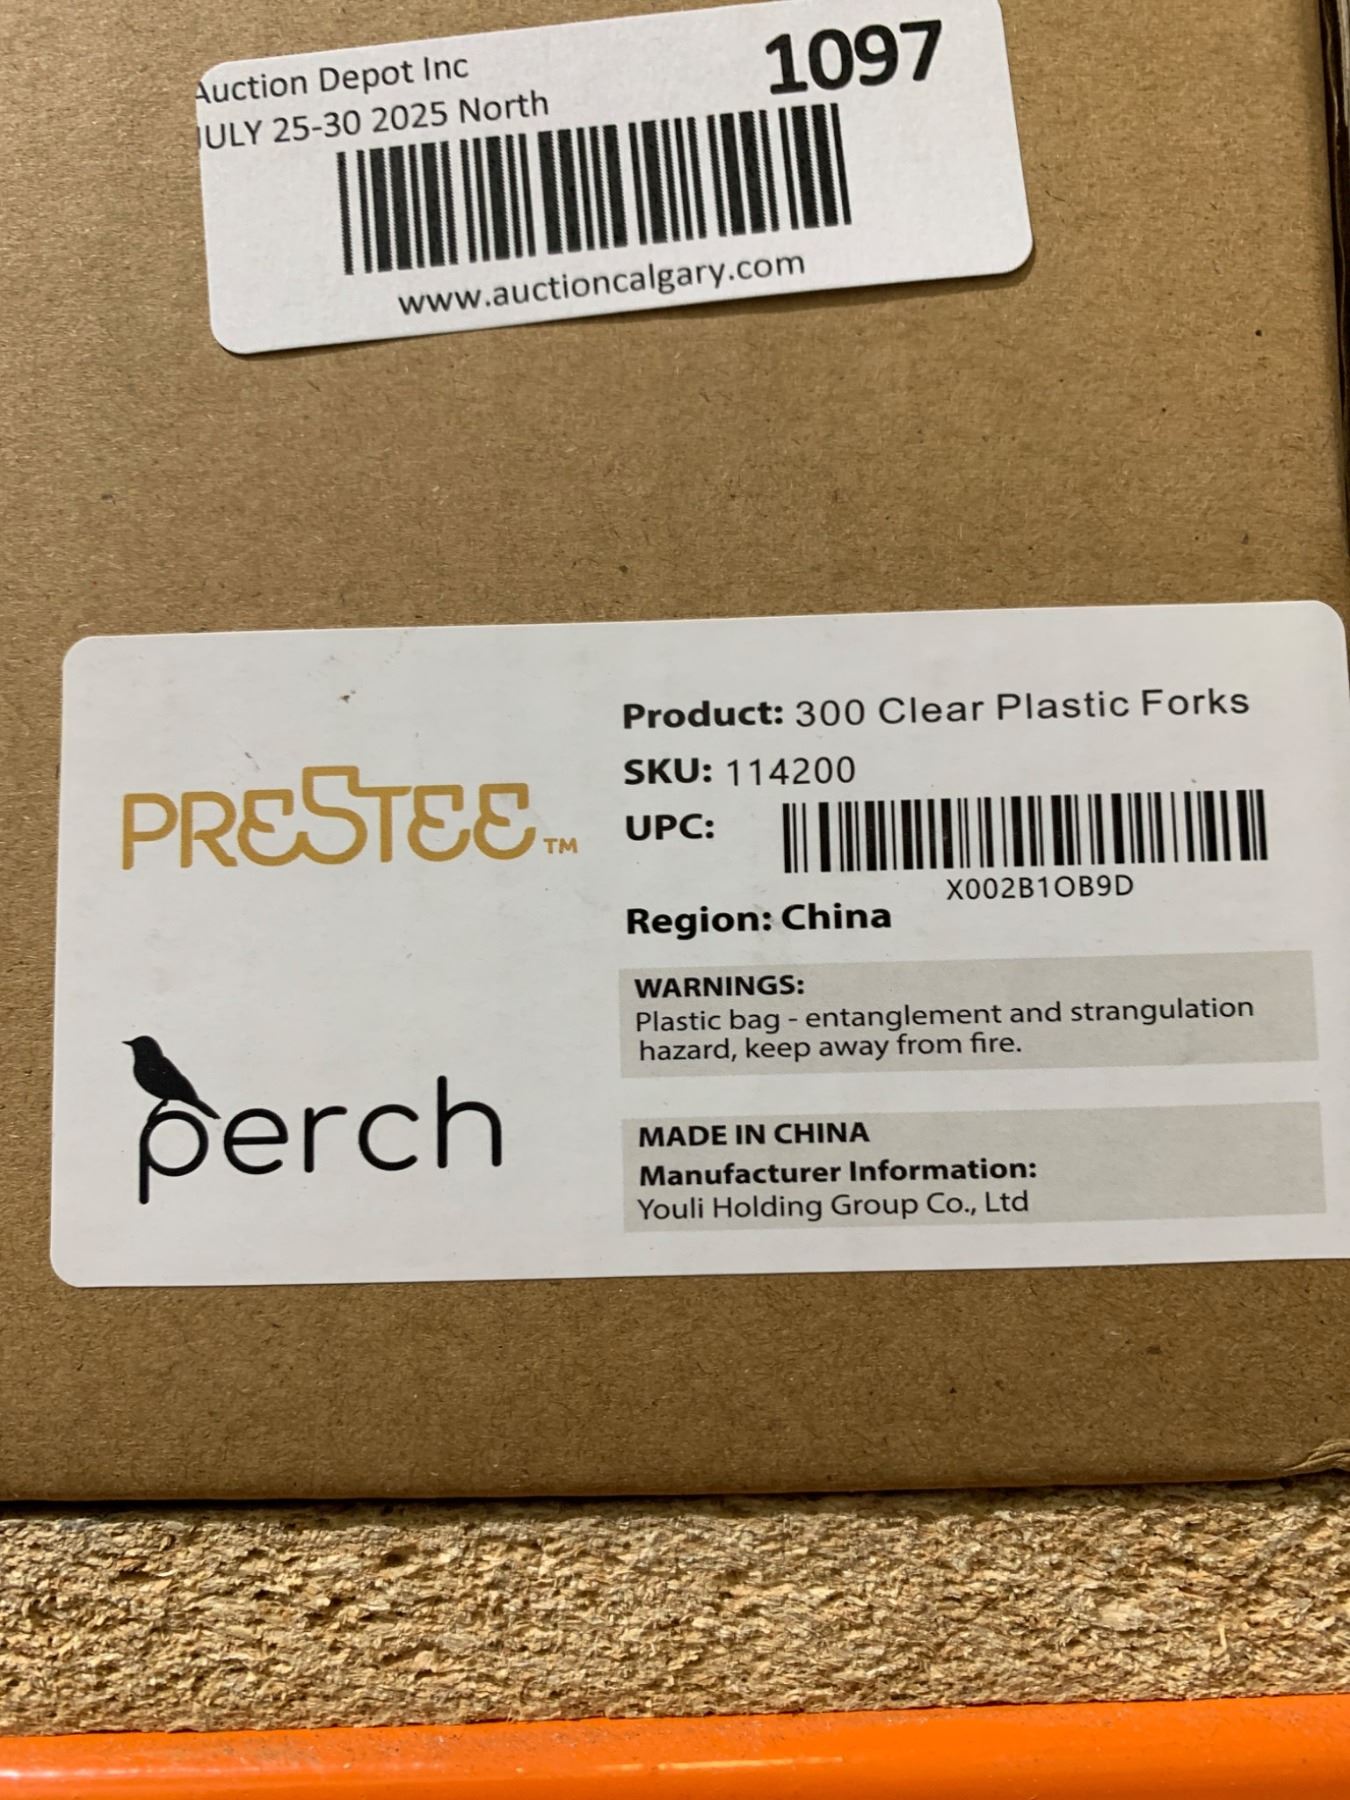 Auction Depot Inc
1097
JULY 25-30 2025 North
www.auctioncalgary.com
PRESTEE™
Product: 300 Clear Plastic Forks
SKU: 114200
UPC:
X002B1OB9D
Region: China
WARNINGS:
Plastic bag - entanglement and strangulation
hazard, keep away from fire.
perch
MADE IN CHINA
Manufacturer Information:
Youli Holding Group Co., Ltd